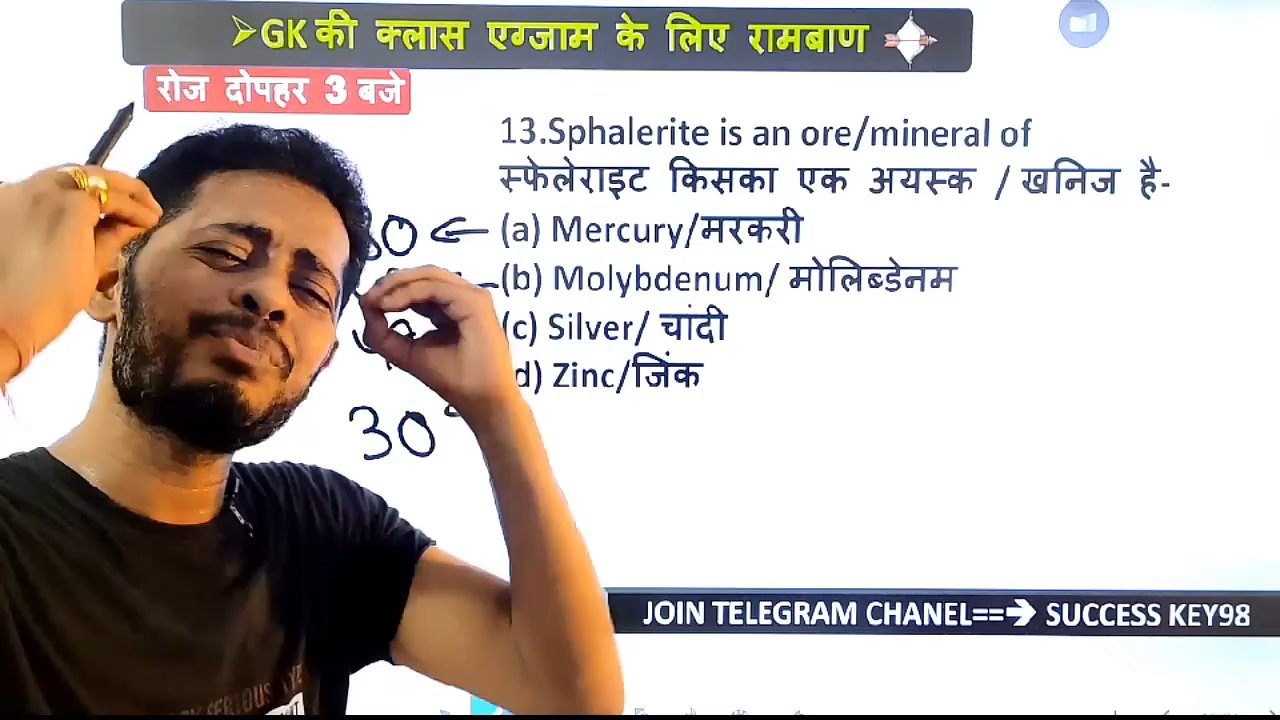 ➢GK की क्लास एग्जाम के लिए रामबाण
रोज दोपहर 3 बजे
13.Sphalerite is an ore/mineral of
स्फेलेराइट किसका एक अयस्क / खनिज है-
(a) Mercury/मरकरी
(b) Molybdenum/ मोलिब्डेनम
(c) Silver/ चांदी
d) Zinc/जिंक
30°
JOIN TELEGRAM CHANEL==➔ SUCCESS KEY98